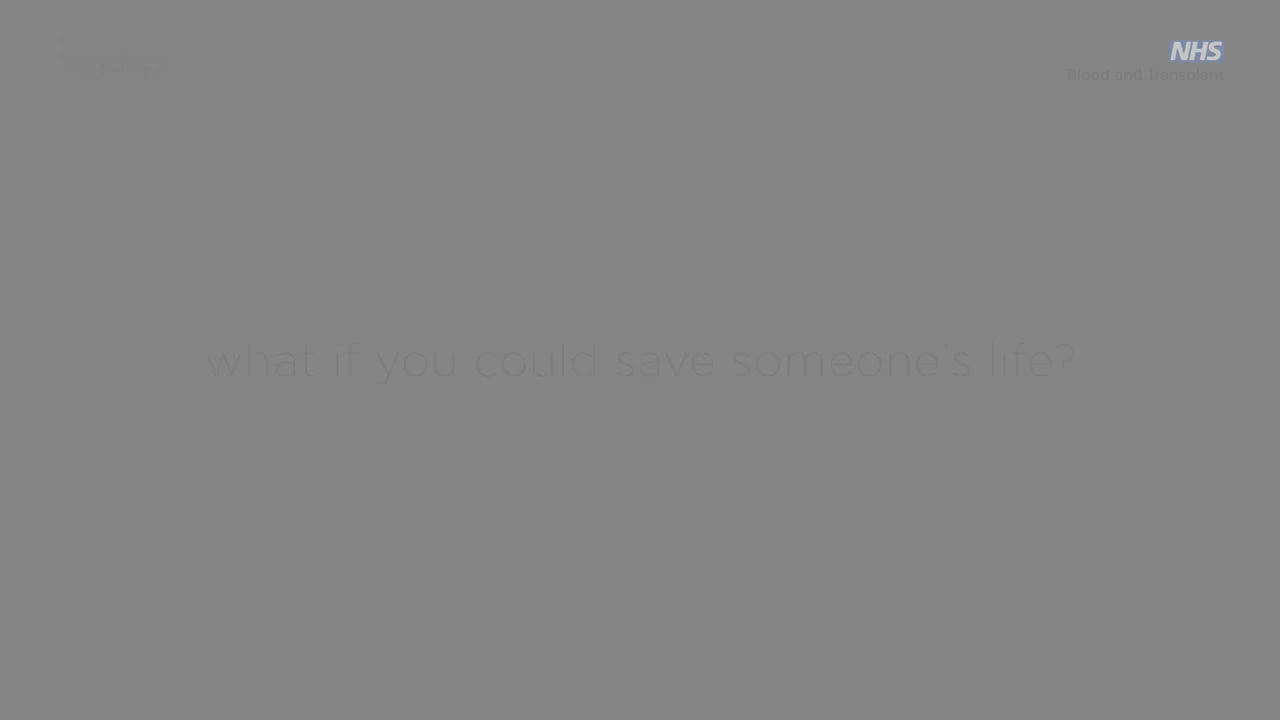 NHS
Blood and Transplant
what if you could save someone's life?